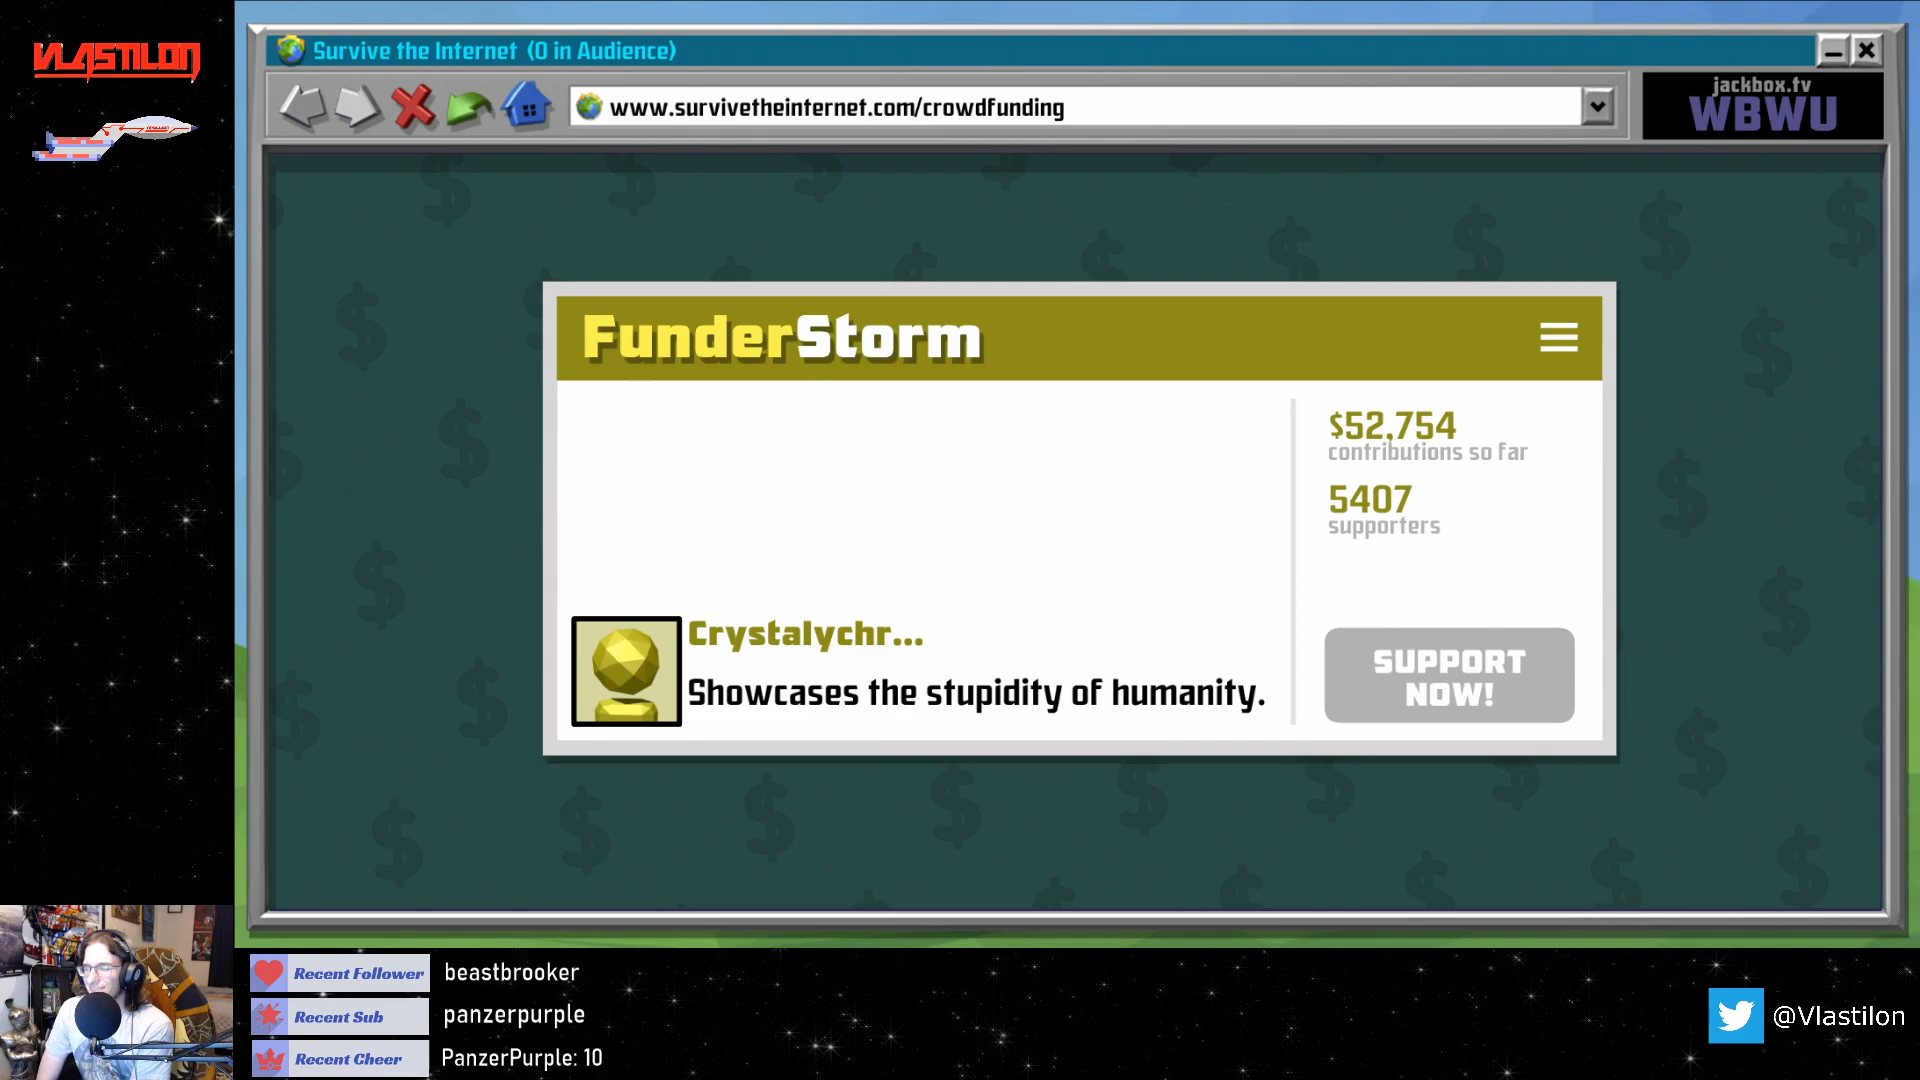 VLASTILON
Survive the Internet (0 in Audience)
www.survivetheinternet.com/crowdfunding
jackbox.tv
WBWU
FunderStorm
$52,754
contributions so far
5407
supporters
Crystalychr...
Showcases the stupidity of humanity.
SUPPORT
NOW!
Recent Follower beastbrooker
Recent Sub panzerpurple
Recent Cheer PanzerPurple: 10
@Vlastilon